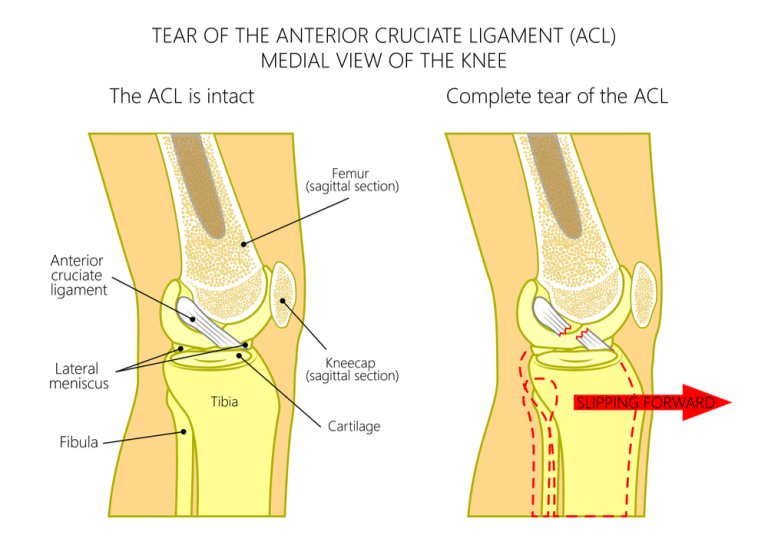 TEAR OF THE ANTERIOR CRUCIATE LIGAMENT (ACL)
MEDIAL VIEW OF THE KNEE
The ACL is intact
Complete tear of the ACL
Femur
(sagittal section)
Anterior
cruciate
ligament
Lateral
meniscus
Kneecap
(sagittal section)
Tibia
SLIPPING FORWARD
Cartilage
Fibula